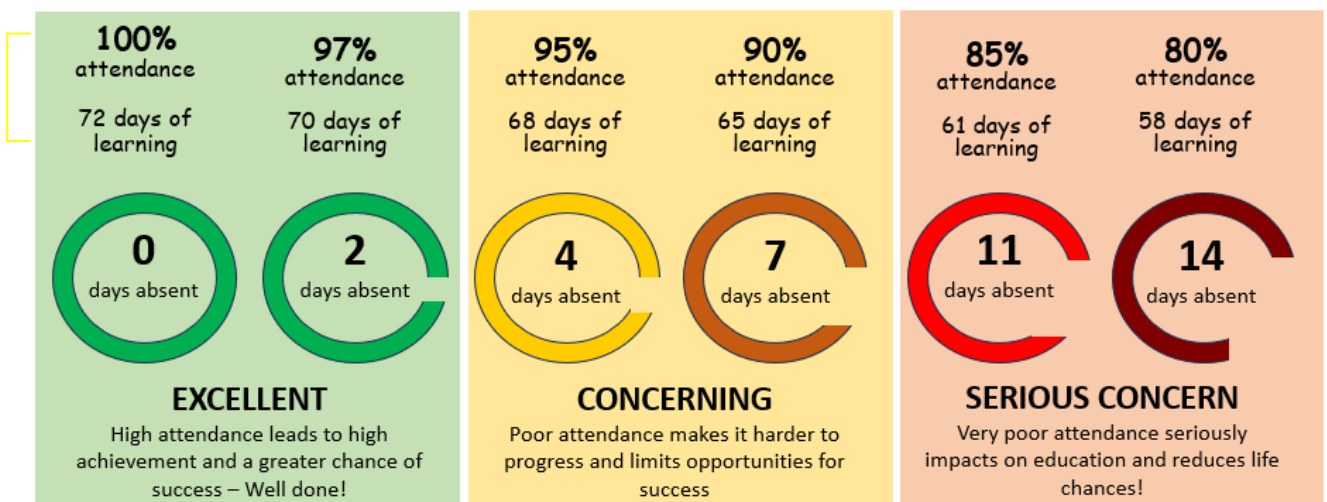 100%
attendance
72 days of
learning
0
days absent
97%
attendance
70 days of
learning
2
days absent
EXCELLENT
High attendance leads to high
achievement and a greater chance of
success – Well done!
95%
attendance
68 days of
learning
4
days absent
90%
attendance
65 days of
learning
7
days absent
CONCERNING
Poor attendance makes it harder to
progress and limits opportunities for
success
85%
attendance
61 days of
learning
11
days absent
80%
attendance
58 days of
learning
14
days absent
SERIOUS CONCERN
Very poor attendance seriously
impacts on education and reduces life
chances!